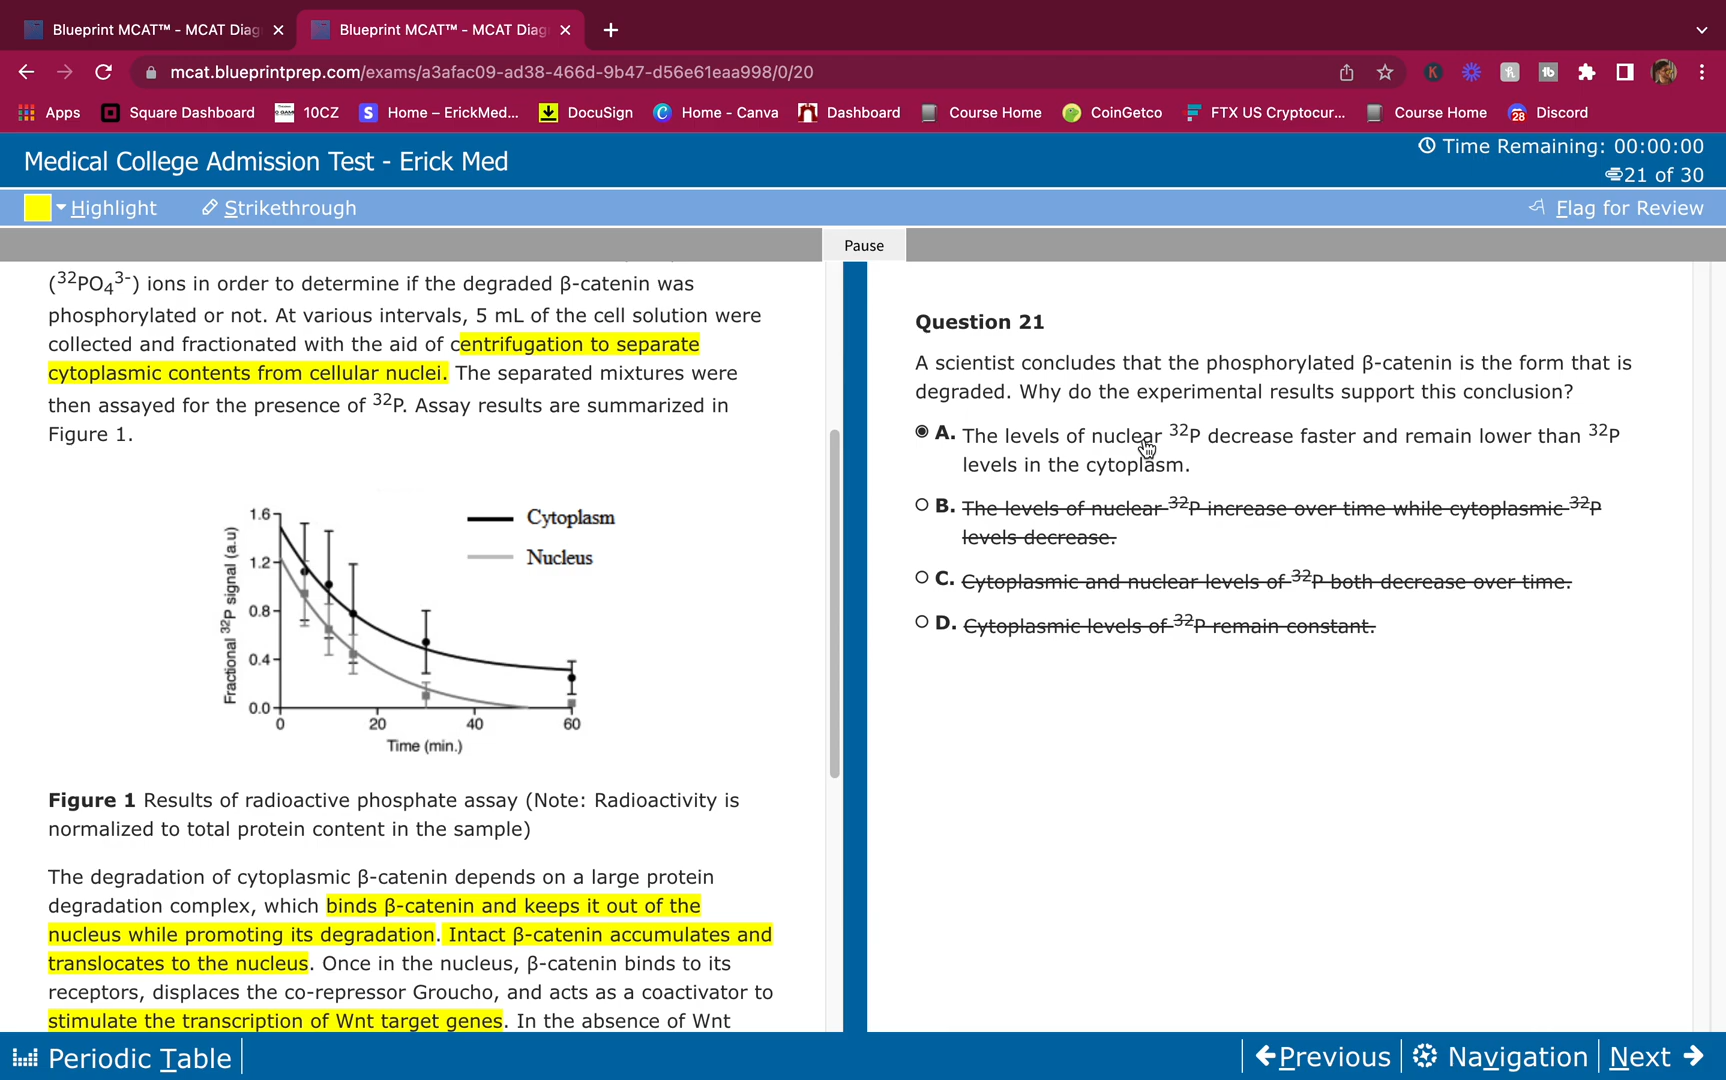 Blueprint MCAT™ - MCAT Diag
Blueprint MCAT™ - MCAT Diag
mcat.blueprintprep.com/exams/a3afac09-ad38-466d-9b47-d56e61eaa998/0/20
Apps Square Dashboard 10CZ Home – ErickMed... DocuSign Home - Canva Dashboard Course Home CoinGetco FTX US Cryptocur... Course Home 28 Discord
Medical College Admission Test - Erick Med
Time Remaining: 00:00:00
21 of 30
Highlight Strikethrough Flag for Review
Pause
(³²PO₄³⁻) ions in order to determine if the degraded β-catenin was
phosphorylated or not. At various intervals, 5 mL of the cell solution were
collected and fractionated with the aid of centrifugation to separate
cytoplasmic contents from cellular nuclei. The separated mixtures were
then assayed for the presence of ³²P. Assay results are summarized in
Figure 1.
Cytoplasm
Nucleus
Fractional ³²P signal (a.u)
1.6
1.2
0.8
0.4
0.0
0 20 40 60
Time (min.)
Figure 1 Results of radioactive phosphate assay (Note: Radioactivity is
normalized to total protein content in the sample)
The degradation of cytoplasmic β-catenin depends on a large protein
degradation complex, which binds β-catenin and keeps it out of the
nucleus while promoting its degradation. Intact β-catenin accumulates and
translocates to the nucleus. Once in the nucleus, β-catenin binds to its
receptors, displaces the co-repressor Groucho, and acts as a coactivator to
stimulate the transcription of Wnt target genes. In the absence of Wnt
Question 21
A scientist concludes that the phosphorylated β-catenin is the form that is
degraded. Why do the experimental results support this conclusion?
A. The levels of nuclear ³²P decrease faster and remain lower than ³²P
levels in the cytoplasm.
B. The levels of nuclear ³²P increase over time while cytoplasmic ³²P
levels decrease.
C. Cytoplasmic and nuclear levels of ³²P both decrease over time.
D. Cytoplasmic levels of ³²P remain constant.
Periodic Table Previous Navigation Next